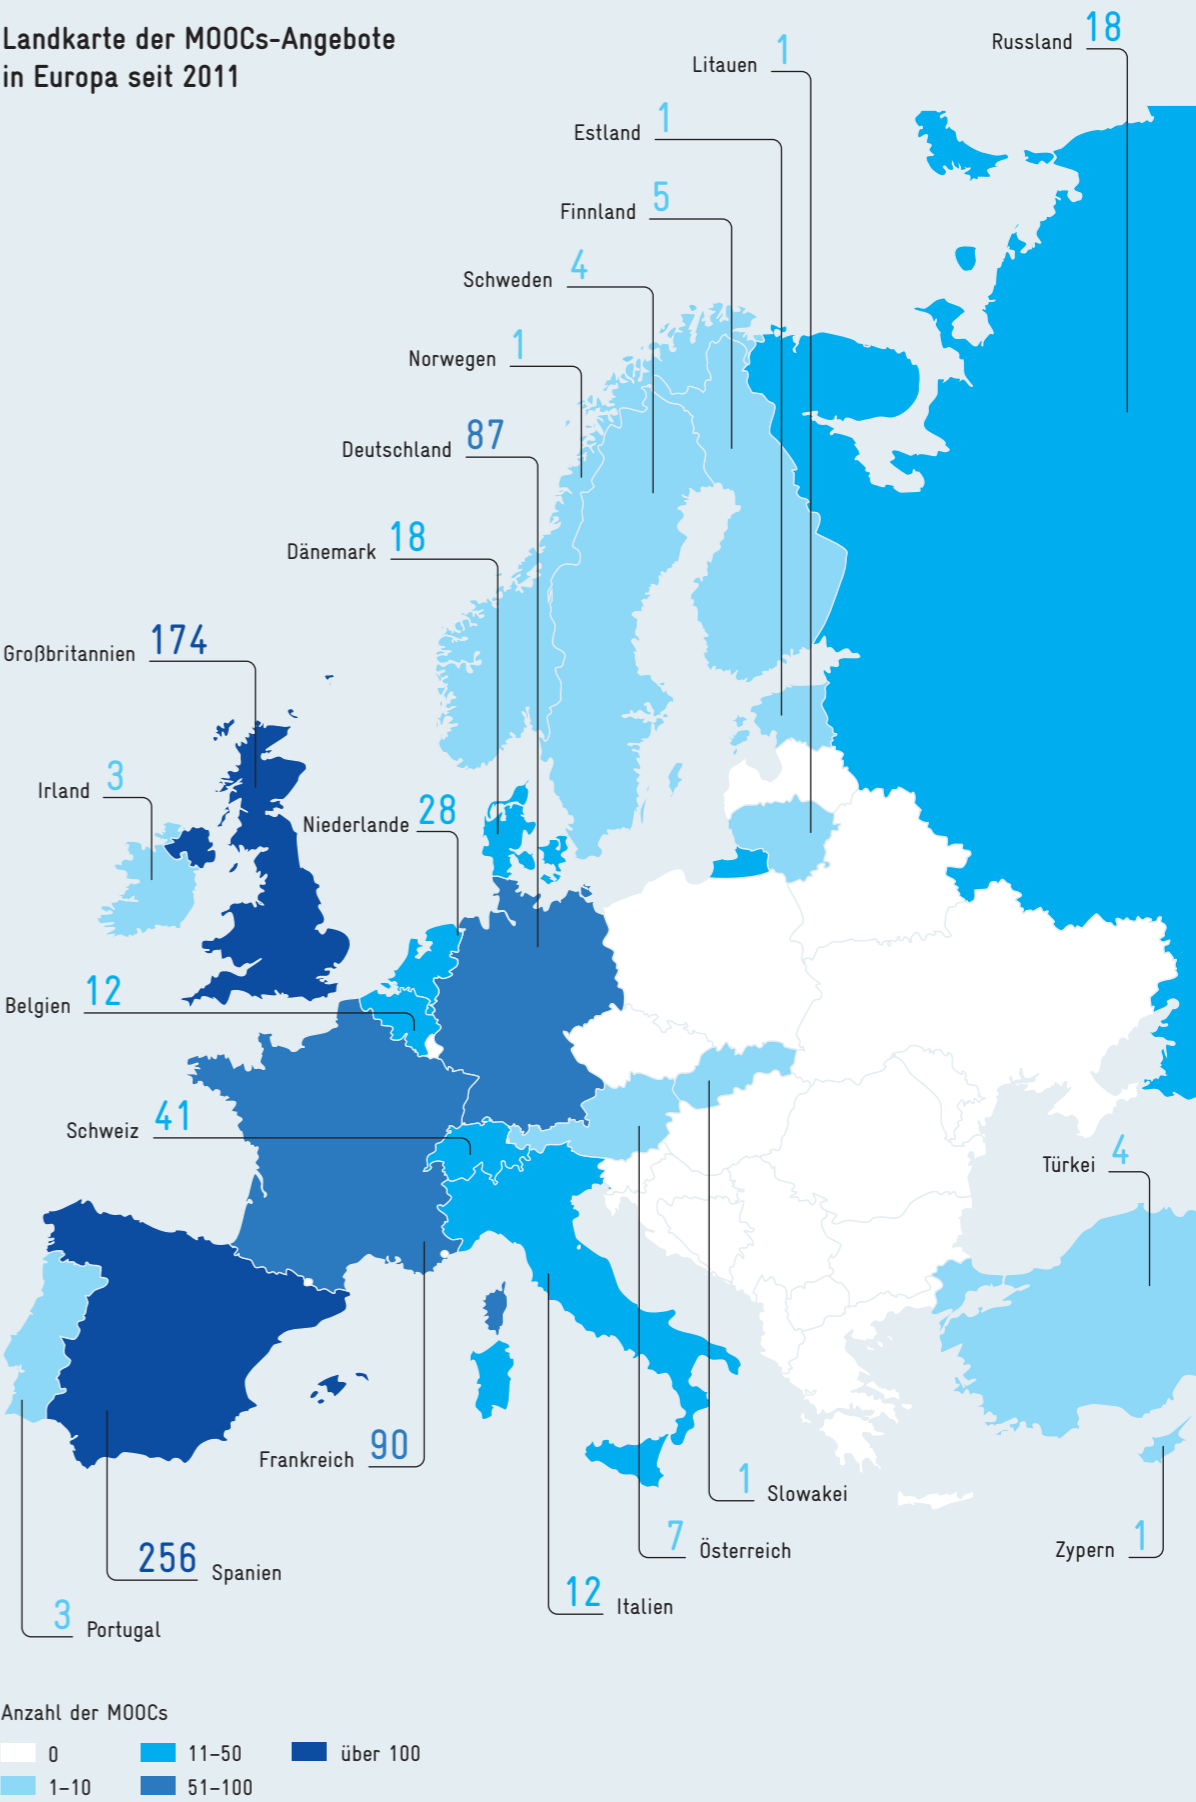 Landkarte der MOOCs-Angebote
in Europa seit 2011
Russland 18
Litauen 1
Estland 1
Finnland 5
Schweden 4
Norwegen 1
Deutschland 87
Dänemark 18
Großbritannien 174
Irland 3
Niederlande 28
Belgien 12
Schweiz 41
Türkei 4
Frankreich 90
1 Slowakei
7 Österreich
Zypern 1
256 Spanien
12 Italien
3 Portugal
Anzahl der MOOCs
0
11–50
über 100
1–10
51–100